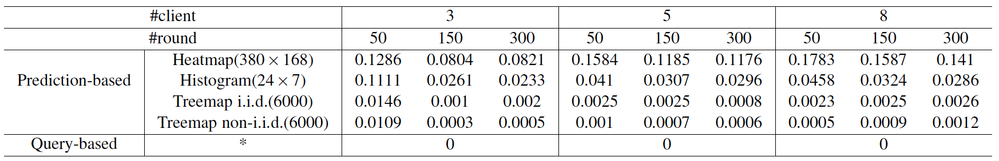 #client 3 5 8
#round 50 150 300 50 150 300 50 150 300
Heatmap(380 × 168) 0.1286 0.0804 0.0821 0.1584 0.1185 0.1176 0.1783 0.1587 0.141
Prediction-based Histogram(24 × 7) 0.1111 0.0261 0.0233 0.041 0.0307 0.0296 0.0458 0.0324 0.0286
Treemap i.i.d.(6000) 0.0146 0.001 0.002 0.0025 0.0025 0.0008 0.0023 0.0025 0.0026
Treemap non-i.i.d.(6000) 0.0109 0.0003 0.0005 0.001 0.0007 0.0006 0.0005 0.0009 0.0012
Query-based * 0 0 0